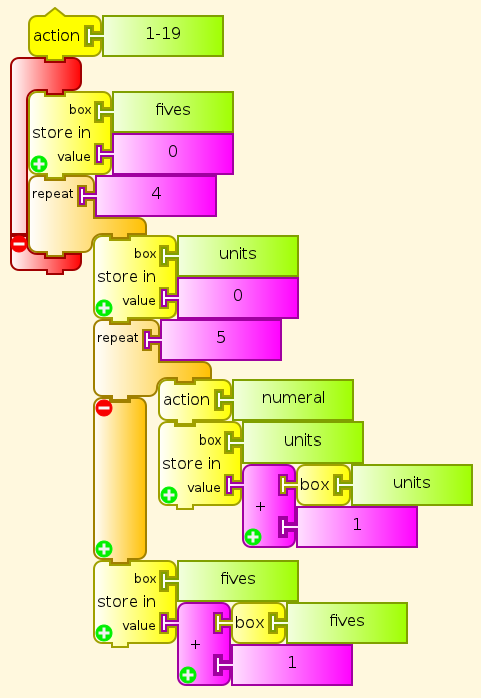 action 1-19
box fives
store in
value 0
repeat 4
box units
store in
value 0
repeat 5
action numeral
box units
store in
value + box units
1
box fives
store in
value + box fives
1